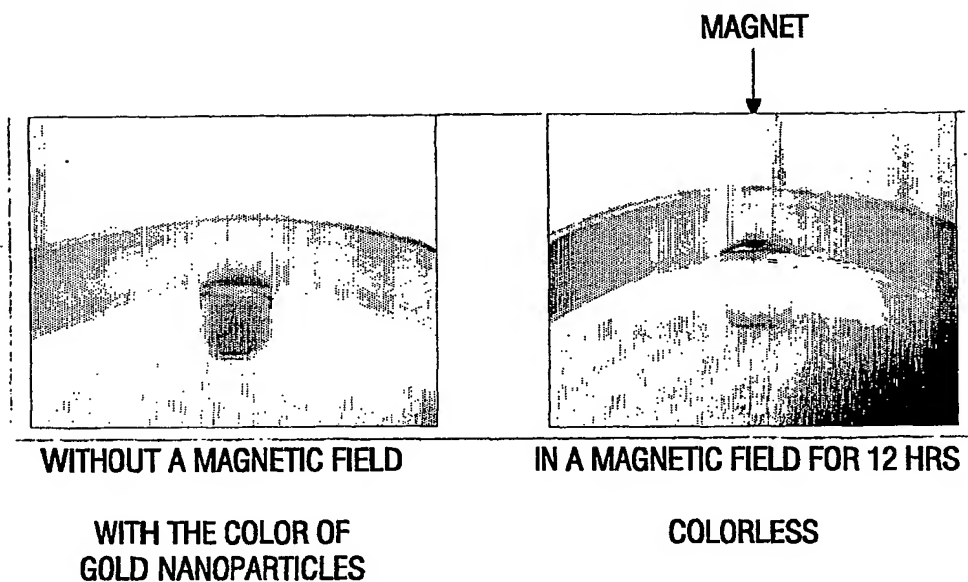 MAGNET
WITHOUT A MAGNETIC FIELD
IN A MAGNETIC FIELD FOR 12 HRS
WITH THE COLOR OF
GOLD NANOPARTICLES
COLORLESS